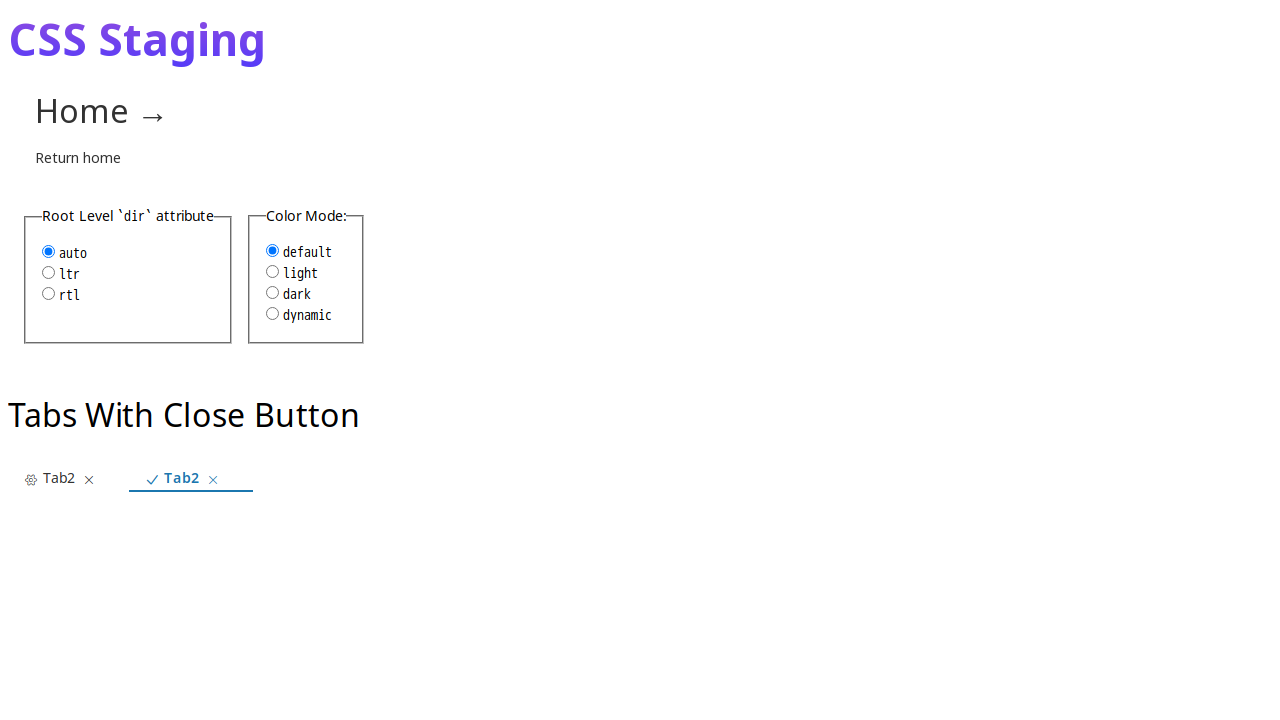 CSS Staging
Home →
Return home
Root Level `dir` attribute
auto
ltr
rtl
Color Mode:
default
light
dark
dynamic
Tabs With Close Button
Tab2
Tab2